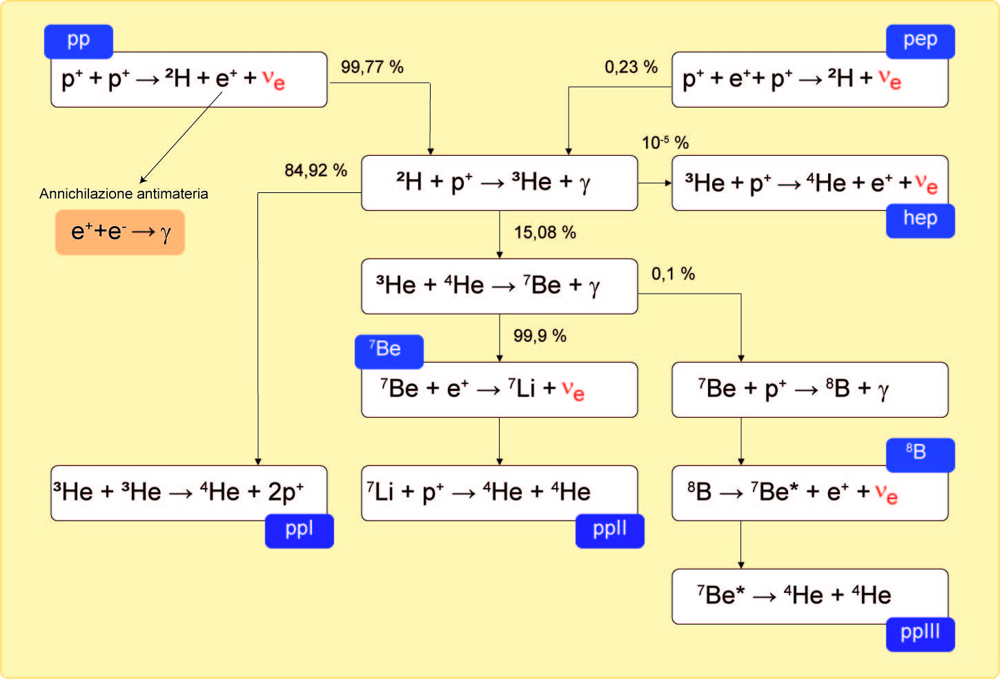 pp
p⁺ + p⁺ → ²H + e⁺ + νₑ
99,77 %
0,23 %
pep
p⁺ + e⁺+ p⁺ → ²H + νₑ
Annichilazione antimateria
e⁺+e⁻ → γ
84,92 %
²H + p⁺ → ³He + γ
10⁻⁵ %
³He + p⁺ → ⁴He + e⁺ + νₑ
hep
15,08 %
³He + ⁴He → ⁷Be + γ
0,1 %
99,9 %
⁷Be
⁷Be + e⁺ → ⁷Li + νₑ
⁷Be + p⁺ → ⁸B + γ
³He + ³He → ⁴He + 2p⁺
ppI
⁷Li + p⁺ → ⁴He + ⁴He
ppII
⁸B
⁸B → ⁷Be* + e⁺ + νₑ
⁷Be* → ⁴He + ⁴He
ppIII